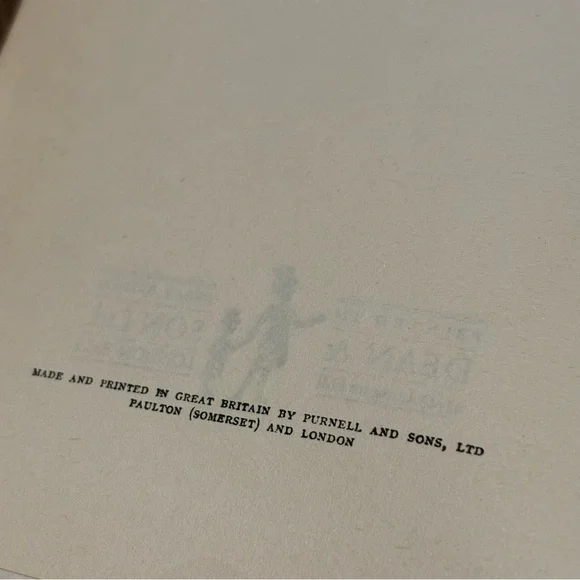 MADE AND PRINTED IN GREAT BRITAIN BY PURNELL AND SONS, LTD
PAULTON (SOMERSET) AND LONDON